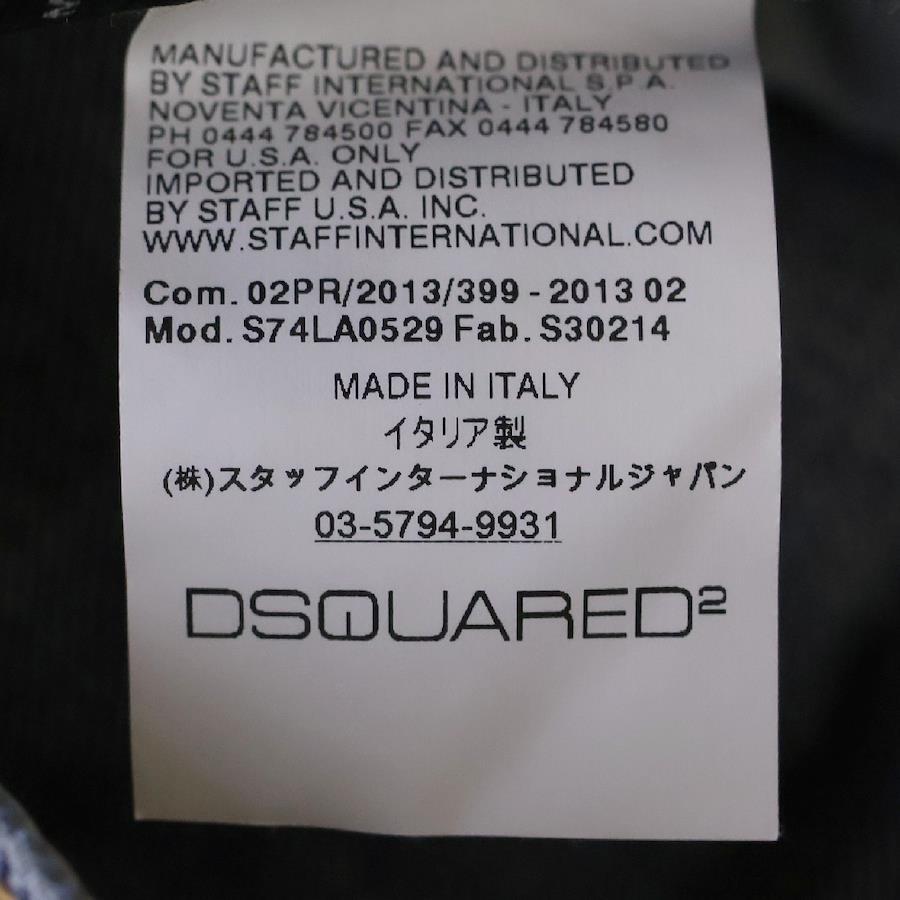 MANUFACTURED AND DISTRIBUTED
BY STAFF INTERNATIONAL S.P.A.
NOVENTA VICENTINA - ITALY
PH 0444 784500 FAX 0444 784580
FOR U.S.A. ONLY
IMPORTED AND DISTRIBUTED
BY STAFF U.S.A. INC.
WWW.STAFFINTERNATIONAL.COM
Com. 02PR/2013/399 - 2013 02
Mod. S74LA0529 Fab. S30214
MADE IN ITALY
イタリア製
(株)スタッフインターナショナルジャパン
03-5794-9931
DSQUARED²